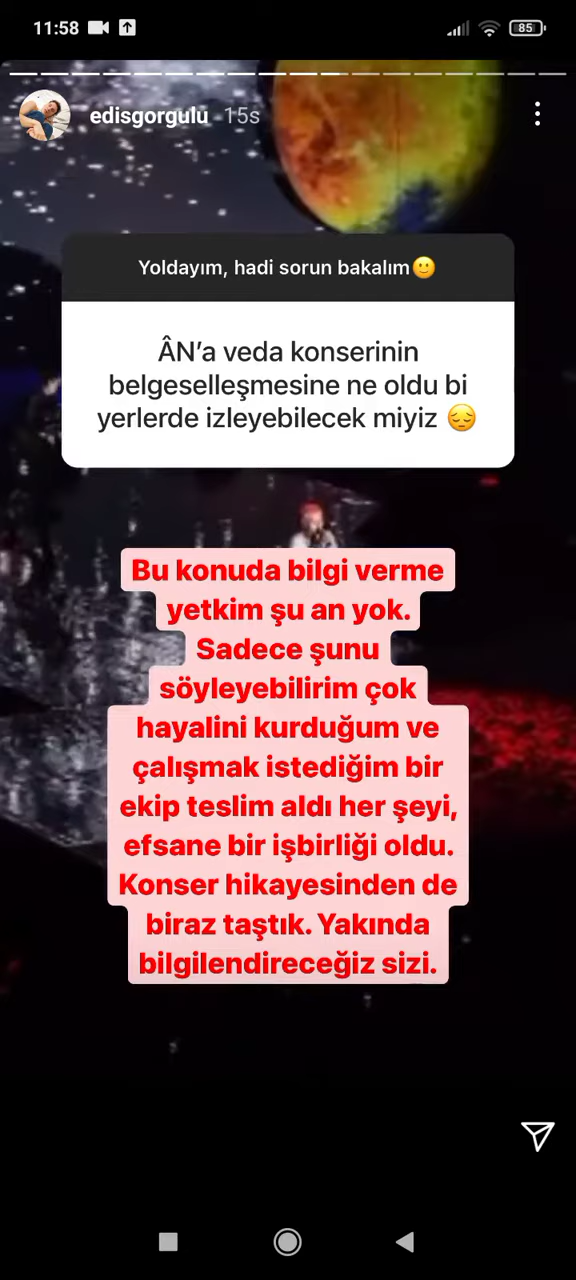 11:58
85
edisgorgulu 15s
Yoldayım, hadi sorun bakalım🙂
ÂN'a veda konserinin
belgeselleşmesine ne oldu bi
yerlerde izleyebilecek miyiz 😔
Bu konuda bilgi verme
yetkim şu an yok.
Sadece şunu
söyleyebilirim çok
hayalini kurduğum ve
çalışmak istediğim bir
ekip teslim aldı her şeyi,
efsane bir işbirliği oldu.
Konser hikayesinden de
biraz taştık. Yakında
bilgilendireceğiz sizi.